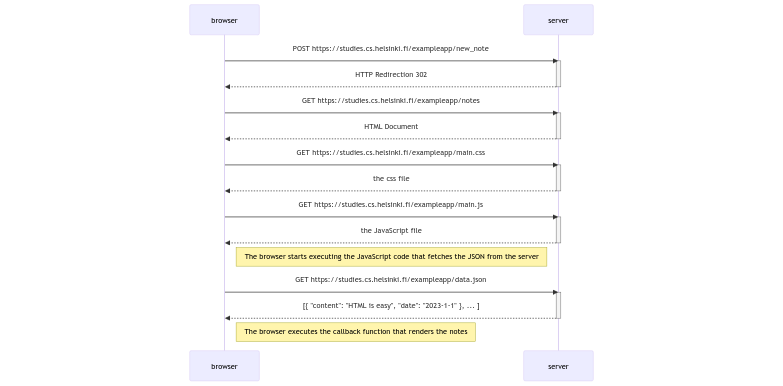 browser server
POST https://studies.cs.helsinki.fi/exampleapp/new_note
HTTP Redirection 302
GET https://studies.cs.helsinki.fi/exampleapp/notes
HTML Document
GET https://studies.cs.helsinki.fi/exampleapp/main.css
the css file
GET https://studies.cs.helsinki.fi/exampleapp/main.js
the JavaScript file
The browser starts executing the JavaScript code that fetches the JSON from the server
GET https://studies.cs.helsinki.fi/exampleapp/data.json
[{ "content": "HTML is easy", "date": "2023-1-1" }, ... ]
The browser executes the callback function that renders the notes
browser server